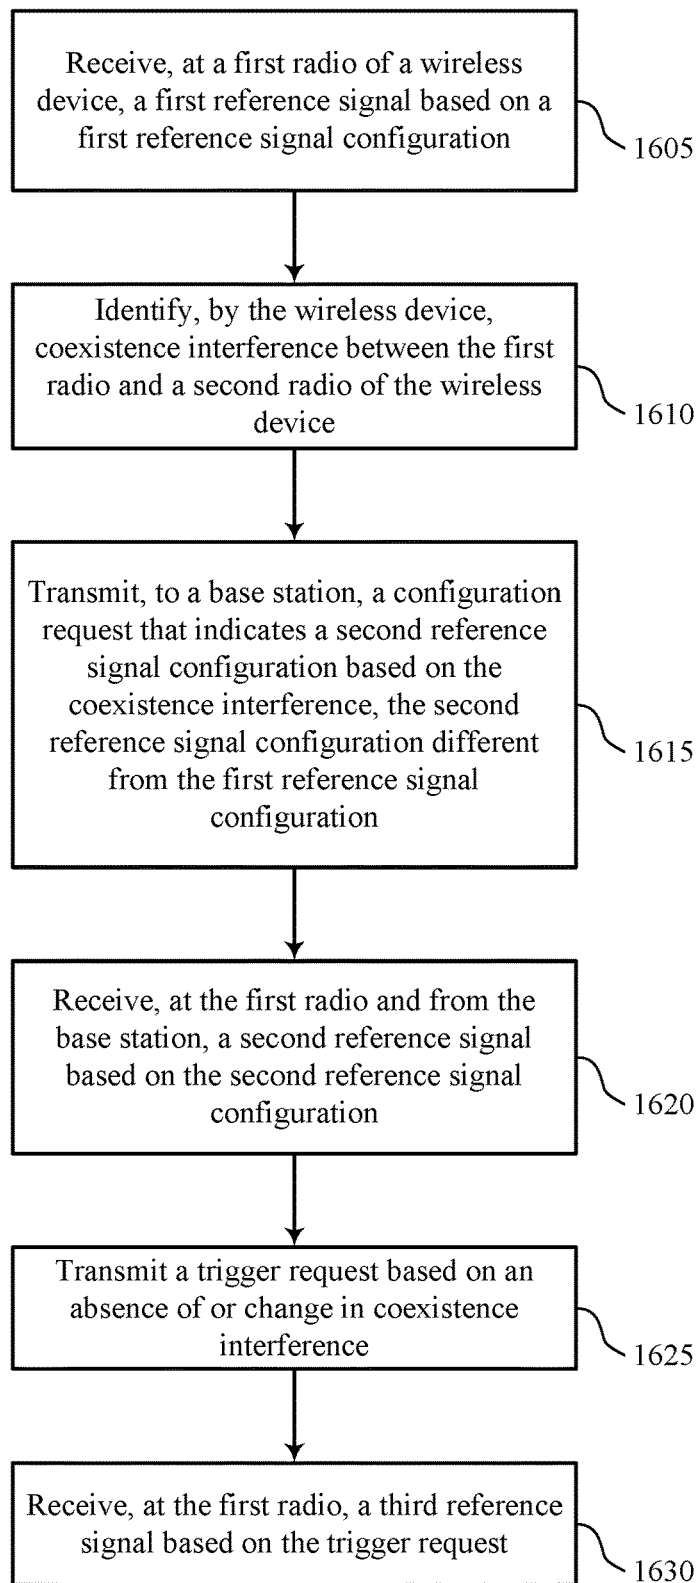 Receive, at a first radio of a wireless
device, a first reference signal based on a
first reference signal configuration
1605
Identify, by the wireless device,
coexistence interference between the first
radio and a second radio of the wireless
device
1610
Transmit, to a base station, a configuration
request that indicates a second reference
signal configuration based on the
coexistence interference, the second
reference signal configuration different
from the first reference signal
configuration
1615
Receive, at the first radio and from the
base station, a second reference signal
based on the second reference signal
configuration
1620
Transmit a trigger request based on an
absence of or change in coexistence
interference
1625
Receive, at the first radio, a third reference
signal based on the trigger request
1630